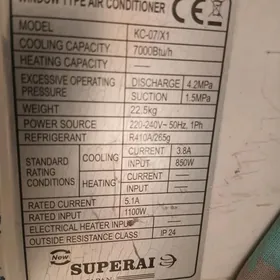 WINDOW TYPE AIR CONDITIONER CE
MODEL KC-07/X1
COOLING CAPACITY 7000Btu/h
HEATING CAPACITY —
EXCESSIVE OPERATING PRESSURE DISCHARGE 4.2MPa
SUCTION 1.5MPa
WEIGHT 22.5kg
POWER SOURCE 220-240V~ 50Hz, 1Ph
REFRIGERANT R410A/265g
STANDARD RATING CONDITIONS COOLING CURRENT 3.8A
INPUT 850W
HEATING CURRENT —
INPUT —
RATED CURRENT 5.1A
RATED INPUT 1100W
ELECTRICAL HEATER INPUT —
OUTSIDE RESISTANCE CLASS IP 24
New SUPERAI